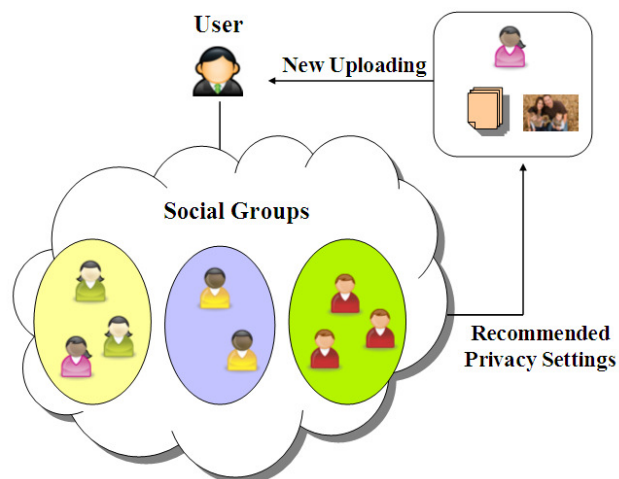 User
New Uploading
Social Groups
Recommended
Privacy Settings